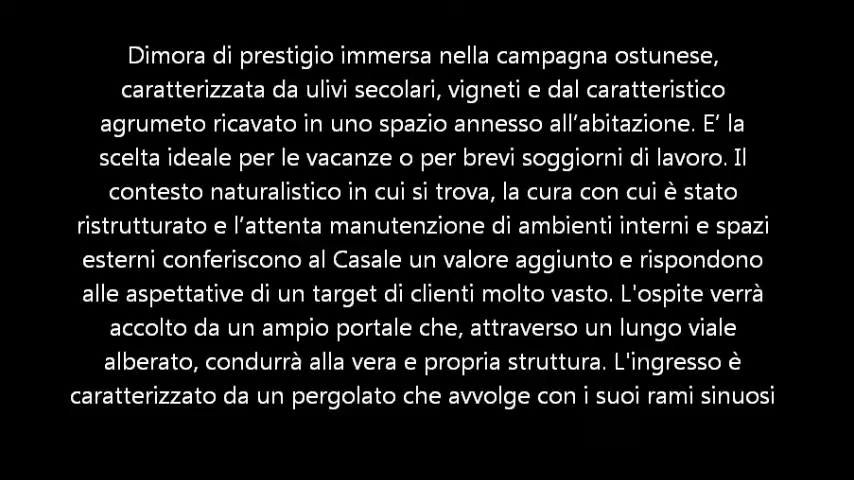 Dimora di prestigio immersa nella campagna ostunese,
caratterizzata da ulivi secolari, vigneti e dal caratteristico
agrumeto ricavato in uno spazio annesso all’abitazione. E’ la
scelta ideale per le vacanze o per brevi soggiorni di lavoro. Il
contesto naturalistico in cui si trova, la cura con cui è stato
ristrutturato e l’attenta manutenzione di ambienti interni e spazi
esterni conferiscono al Casale un valore aggiunto e rispondono
alle aspettative di un target di clienti molto vasto. L'ospite verrà
accolto da un ampio portale che, attraverso un lungo viale
alberato, condurrà alla vera e propria struttura. L'ingresso è
caratterizzato da un pergolato che avvolge con i suoi rami sinuosi